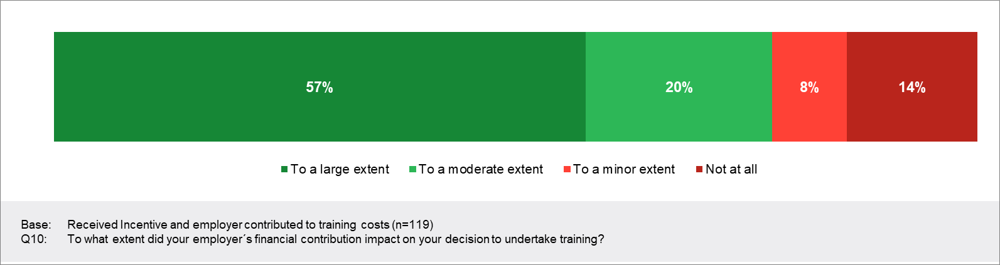 57% 20% 8% 14%
To a large extent To a moderate extent To a minor extent Not at all
Base: Received Incentive and employer contributed to training costs (n=119)
Q10: To what extent did your employer´s financial contribution impact on your decision to undertake training?